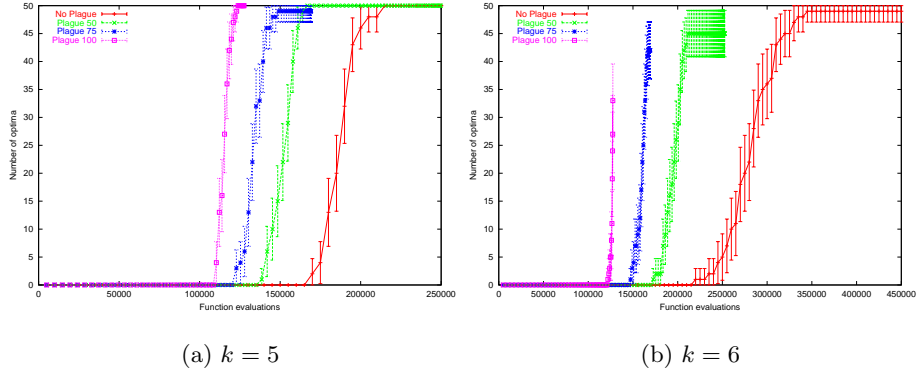 No Plague
Plague 50
Plague 75
Plague 100
Number of optima
50
45
40
35
30
25
20
15
10
5
0
0 50000 100000 150000 200000 250000
Function evaluations
(a) k = 5
No Plague
Plague 50
Plague 75
Plague 100
Number of optima
50
45
40
35
30
25
20
15
10
5
0
0 50000 100000 150000 200000 250000 300000 350000 400000 450000
Function evaluations
(b) k = 6